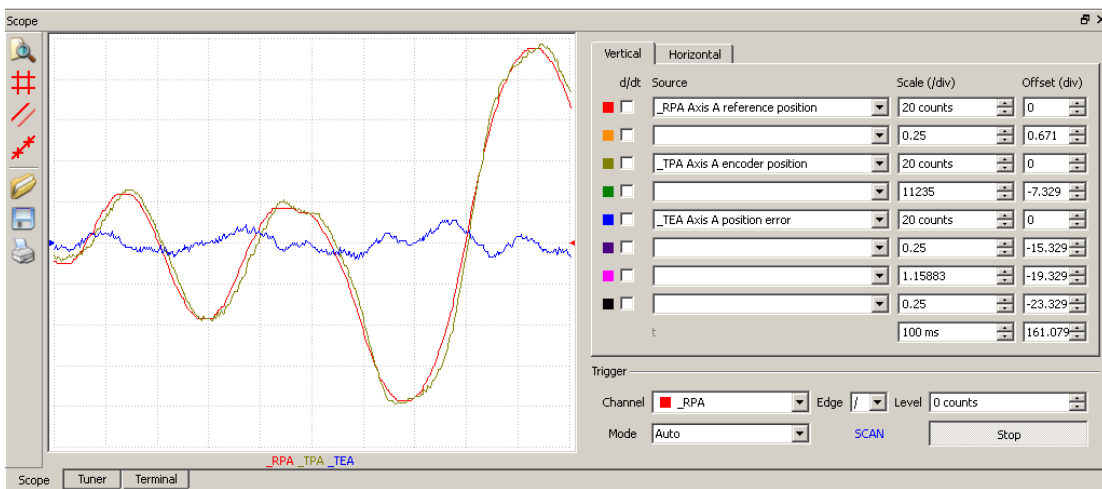 Scope
Vertical Horizontal
d/dt Source Scale (/div) Offset (div)
_RPA Axis A reference position 20 counts 0
0.25 0.671
_TPA Axis A encoder position 20 counts 0
11235 -7.329
_TEA Axis A position error 20 counts 0
0.25 -15.329
1.15883 -19.329
0.25 -23.329
t 100 ms 161.079
Trigger
Channel _RPA Edge / Level 0 counts
Mode Auto SCAN Stop
_RPA _TPA _TEA
Scope Tuner Terminal